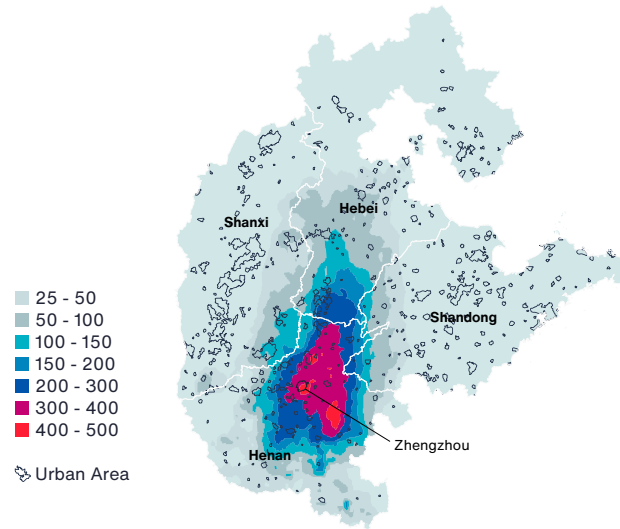 Shanxi
Hebei
Shandong
Henan
Zhengzhou
25 - 50
50 - 100
100 - 150
150 - 200
200 - 300
300 - 400
400 - 500
Urban Area